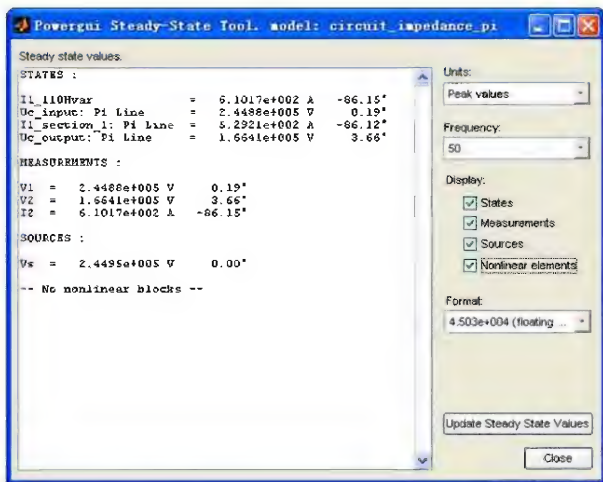 Powergui Steady-State Tool. model: circuit_impedance_pi
Steady state values.
STATES :
Il_110Mvar = 6.1017e+002 A -86.15°
Uc_input: Pi Line = 2.4488e+005 V 0.19°
Il_section_1: Pi Line = 5.2921e+002 A -86.12°
Uc_output: Pi Line = 1.6641e+005 V 3.66°
MEASUREMENTS :
V1 = 2.4488e+005 V 0.19°
V2 = 1.6641e+005 V 3.66°
I2 = 6.1017e+002 A -86.15°
SOURCES :
Vs = 2.4495e+005 V 0.00°
-- No nonlinear blocks --
Units:
Peak values
Frequency:
50
Display:
States
Measurements
Sources
Nonlinear elements
Format:
4.503e+004 (floating ...
Update Steady State Values
Close